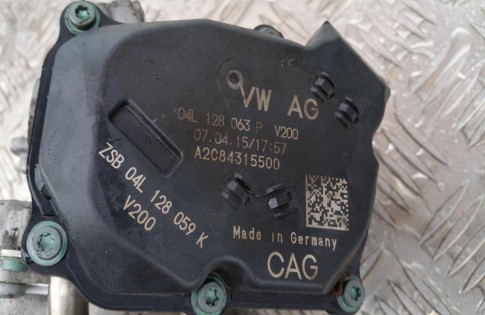 VW AG
04L 128 063 P V200
07.04.15/17:57
A2C84315500
ZSB 04L 128 059 K
V200
Made in Germany
CAG